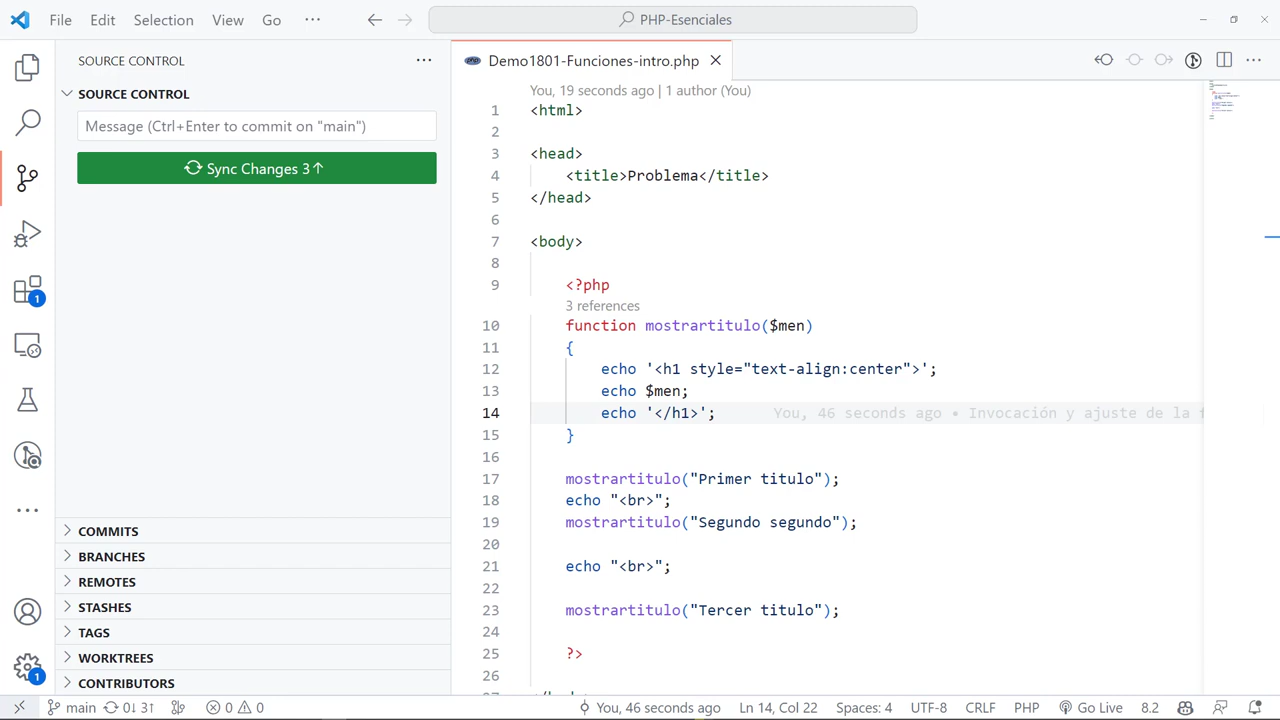 File Edit Selection View Go ··· PHP-Esenciales
SOURCE CONTROL ···
SOURCE CONTROL
Message (Ctrl+Enter to commit on "main")
Sync Changes 3↑
1
COMMITS
BRANCHES
REMOTES
STASHES
TAGS
WORKTREES
CONTRIBUTORS
1
php Demo1801-Funciones-intro.php
You, 19 seconds ago | 1 author (You)
1 <html>
2
3 <head>
4 <title>Problema</title>
5 </head>
6
7 <body>
8
9 <?php
3 references
10 function mostrartitulo($men)
11 {
12 echo '<h1 style="text-align:center">';
13 echo $men;
14 echo '</h1>'; You, 46 seconds ago • Invocación y ajuste de la
15 }
16
17 mostrartitulo("Primer titulo");
18 echo "<br>";
19 mostrartitulo("Segundo segundo");
20
21 echo "<br>";
22
23 mostrartitulo("Tercer titulo");
24
25 ?>
26
main 0↓ 3↑ 0 0 You, 46 seconds ago Ln 14, Col 22 Spaces: 4 UTF-8 CRLF PHP Go Live 8.2